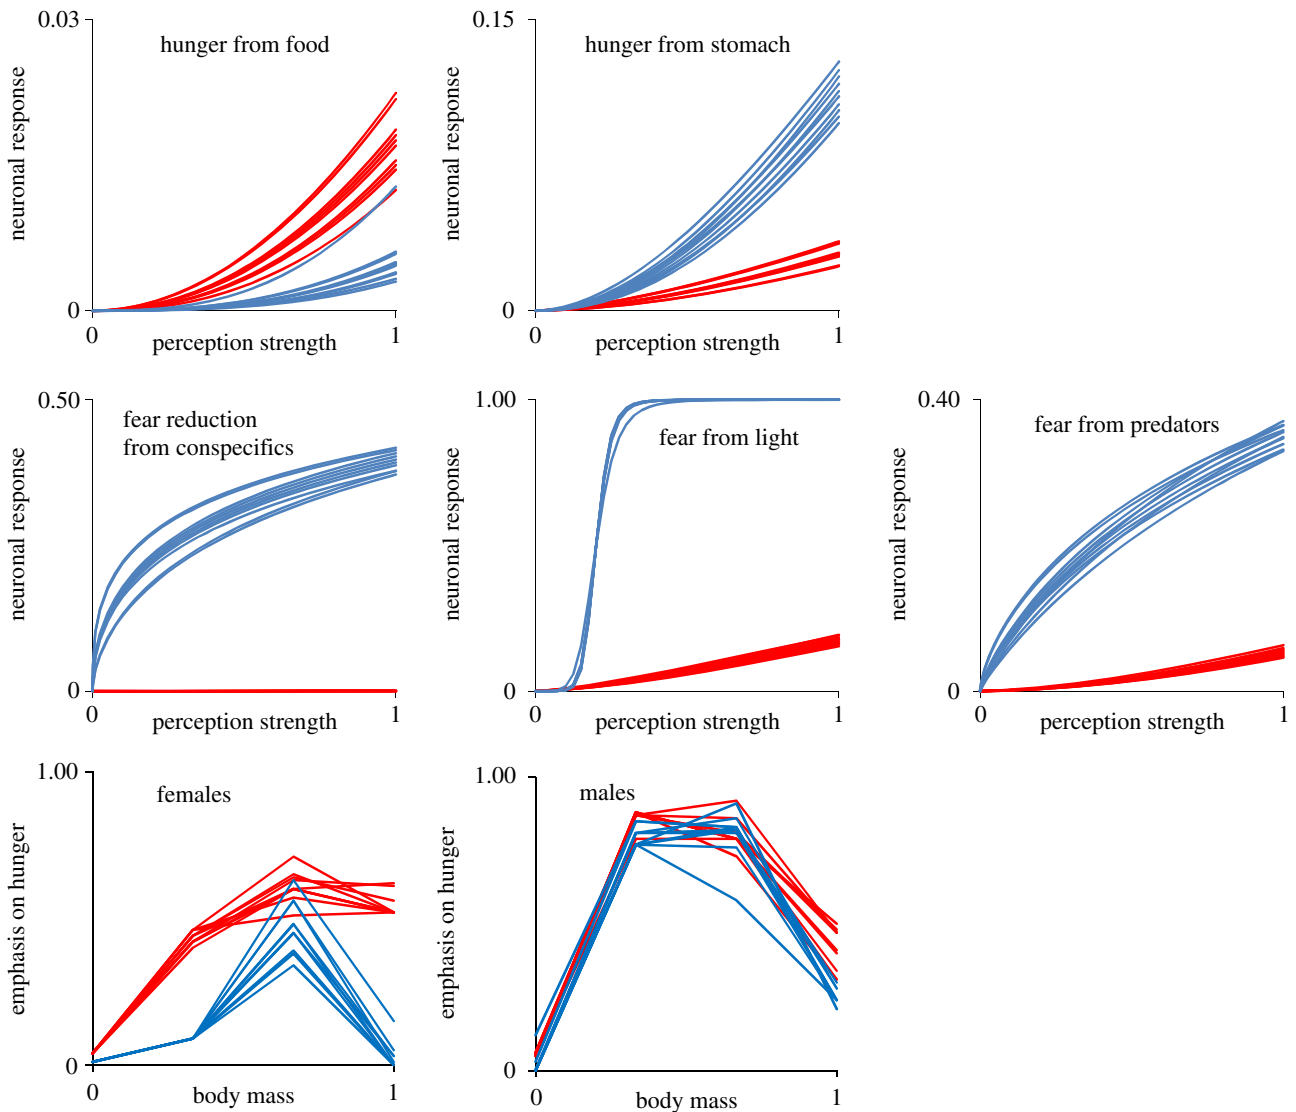 0.03
hunger from food
neuronal response
0
0
1
perception strength
0.15
hunger from stomach
neuronal response
0
0
1
perception strength
0.50
fear reduction
from conspecifics
neuronal response
0
0
1
perception strength
1.00
fear from light
neuronal response
0
0
1
perception strength
0.40
fear from predators
neuronal response
0
0
1
perception strength
1.00
females
emphasis on hunger
0
0
1
body mass
1.00
males
emphasis on hunger
0
0
1
body mass